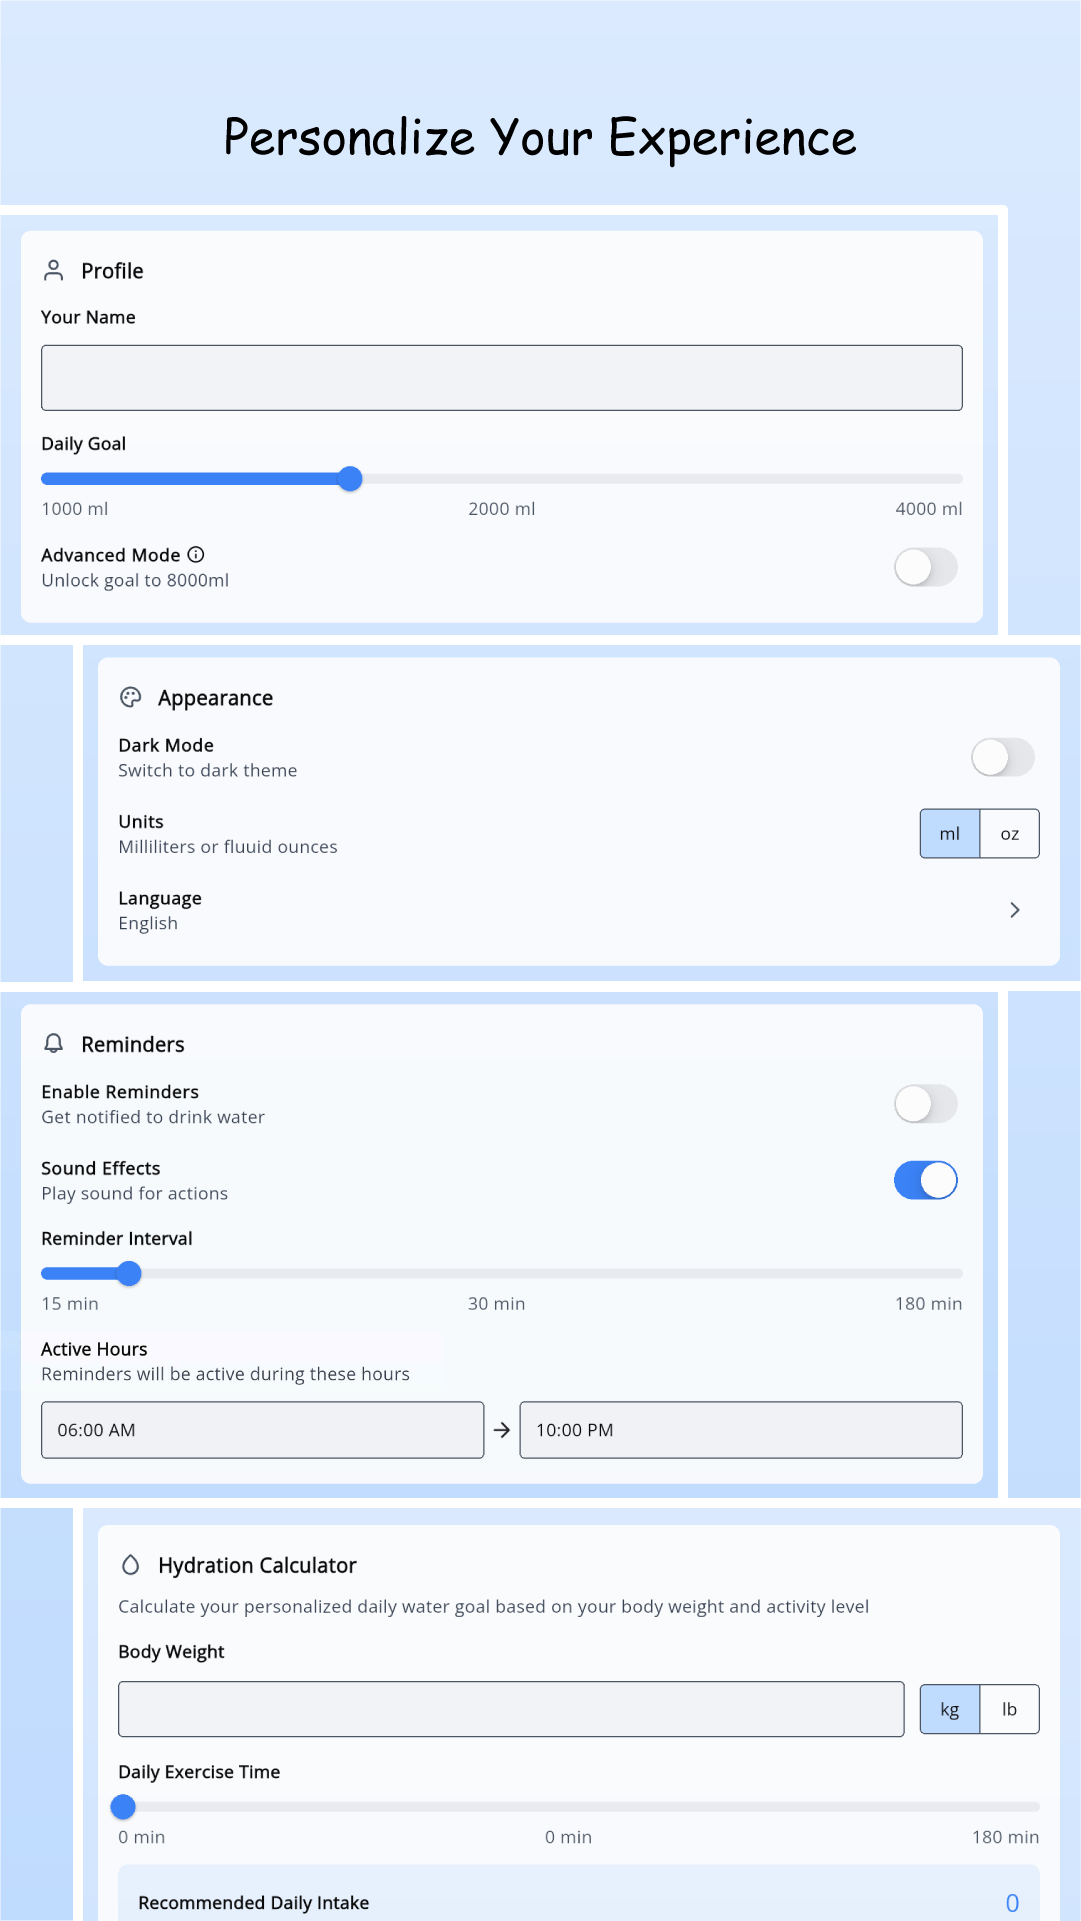 Personalize Your Experience
Profile
Your Name
Daily Goal
1000 ml 2000 ml 4000 ml
Advanced Mode
Unlock goal to 8000ml
Appearance
Dark Mode
Switch to dark theme
Units
Milliliters or fluuid ounces
ml oz
Language
English
Reminders
Enable Reminders
Get notified to drink water
Sound Effects
Play sound for actions
Reminder Interval
15 min 30 min 180 min
Active Hours
Reminders will be active during these hours
06:00 AM → 10:00 PM
Hydration Calculator
Calculate your personalized daily water goal based on your body weight and activity level
Body Weight
kg lb
Daily Exercise Time
0 min 0 min 180 min
Recommended Daily Intake 0